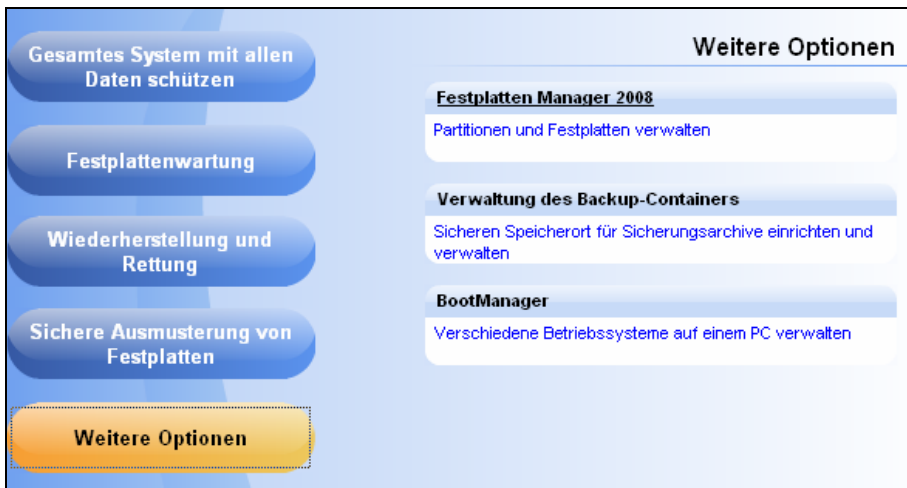 Gesamtes System mit allen
Daten schützen
Festplattenwartung
Wiederherstellung und
Rettung
Sichere Ausmusterung von
Festplatten
Weitere Optionen
Weitere Optionen
Festplatten Manager 2008
Partitionen und Festplatten verwalten
Verwaltung des Backup-Containers
Sicheren Speicherort für Sicherungsarchive einrichten und
verwalten
BootManager
Verschiedene Betriebssysteme auf einem PC verwalten